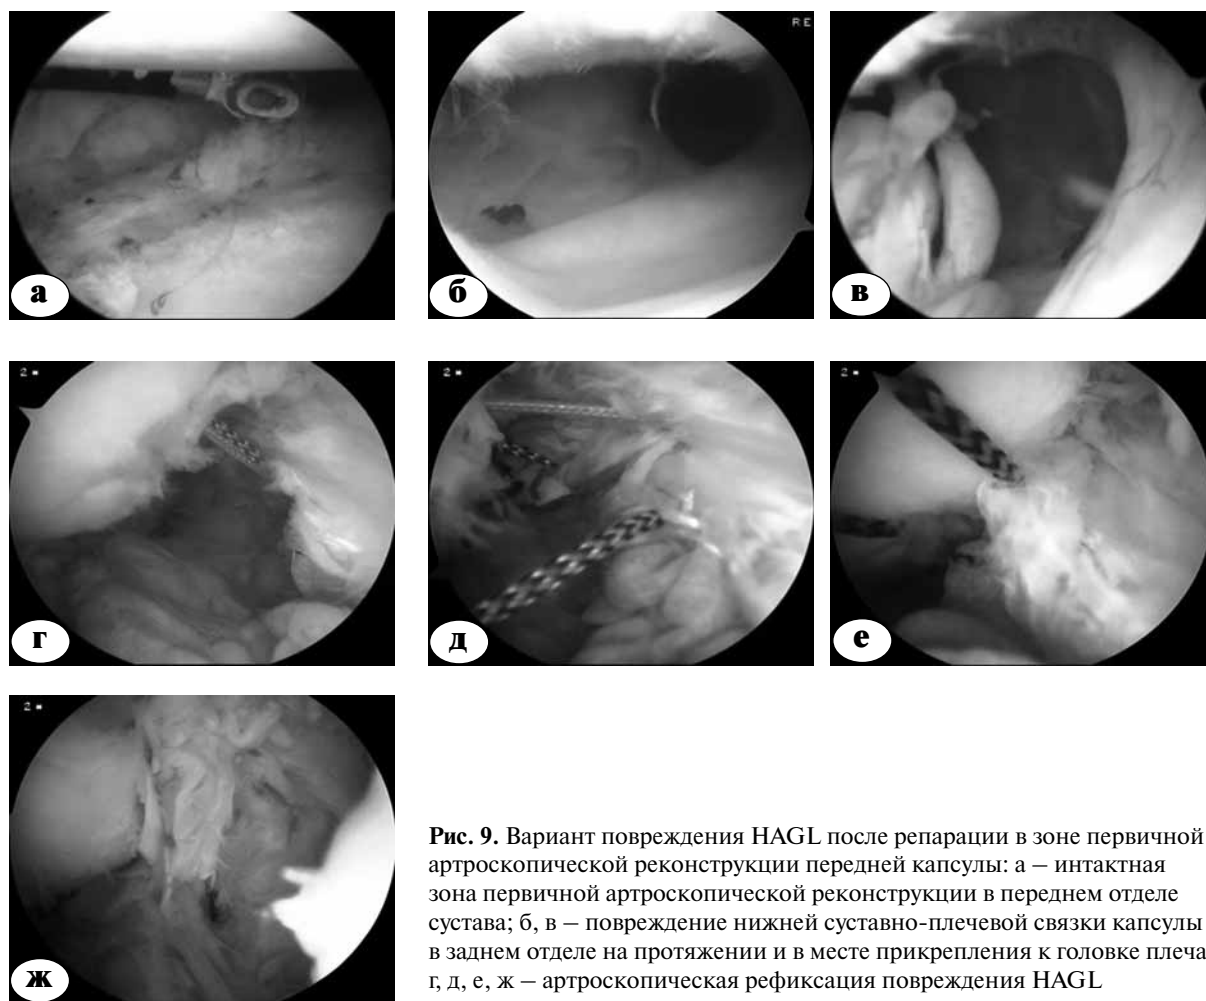 RE
а
б
в
2
2
2
г
д
е
2
ж
Рис. 9. Вариант повреждения HAGL после репарации в зоне первичной
артроскопической реконструкции передней капсулы: а – интактная
зона первичной артроскопической реконструкции в переднем отделе
сустава; б, в – повреждение нижней суставно-плечевой связки капсулы
в заднем отделе на протяжении и в месте прикрепления к головке плеча
г, д, е, ж – артроскопическая рефиксация повреждения HAGL